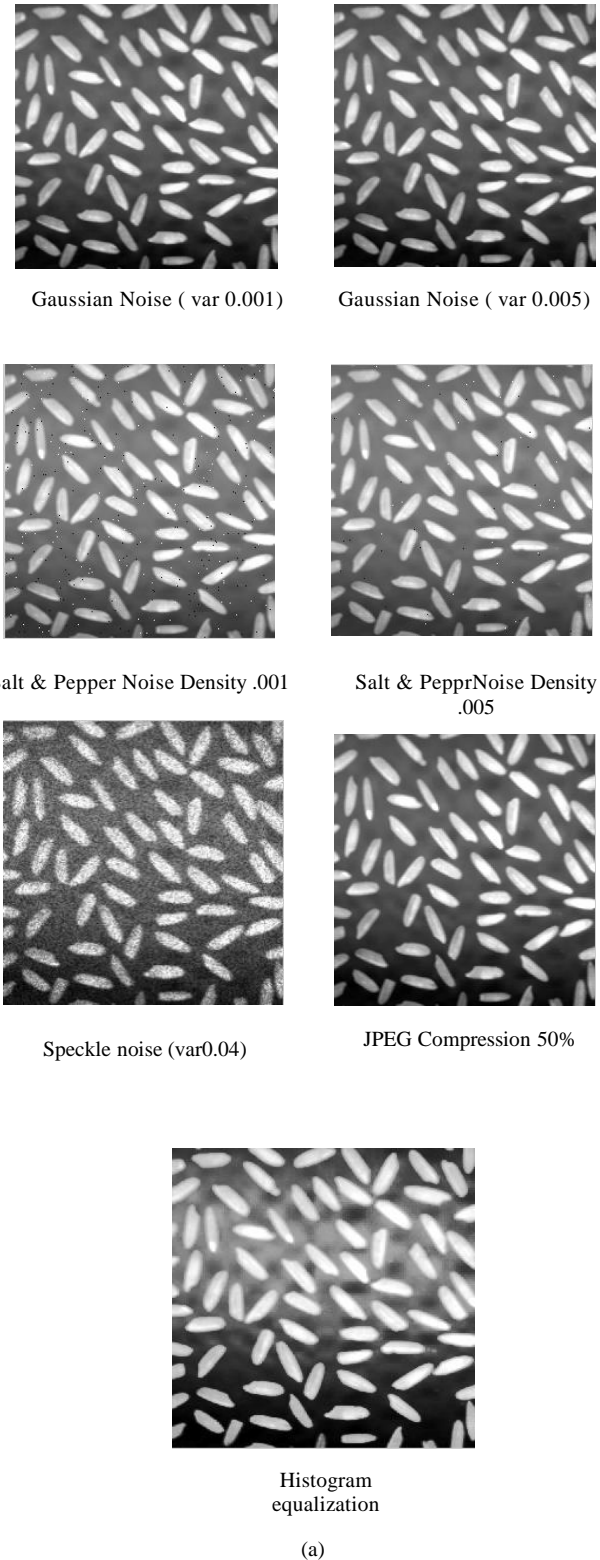 Gaussian Noise ( var 0.001)
Gaussian Noise ( var 0.005)
alt & Pepper Noise Density .001
Salt & PepprNoise Density
.005
Speckle noise (var0.04)
JPEG Compression 50%
Histogram
equalization
(a)